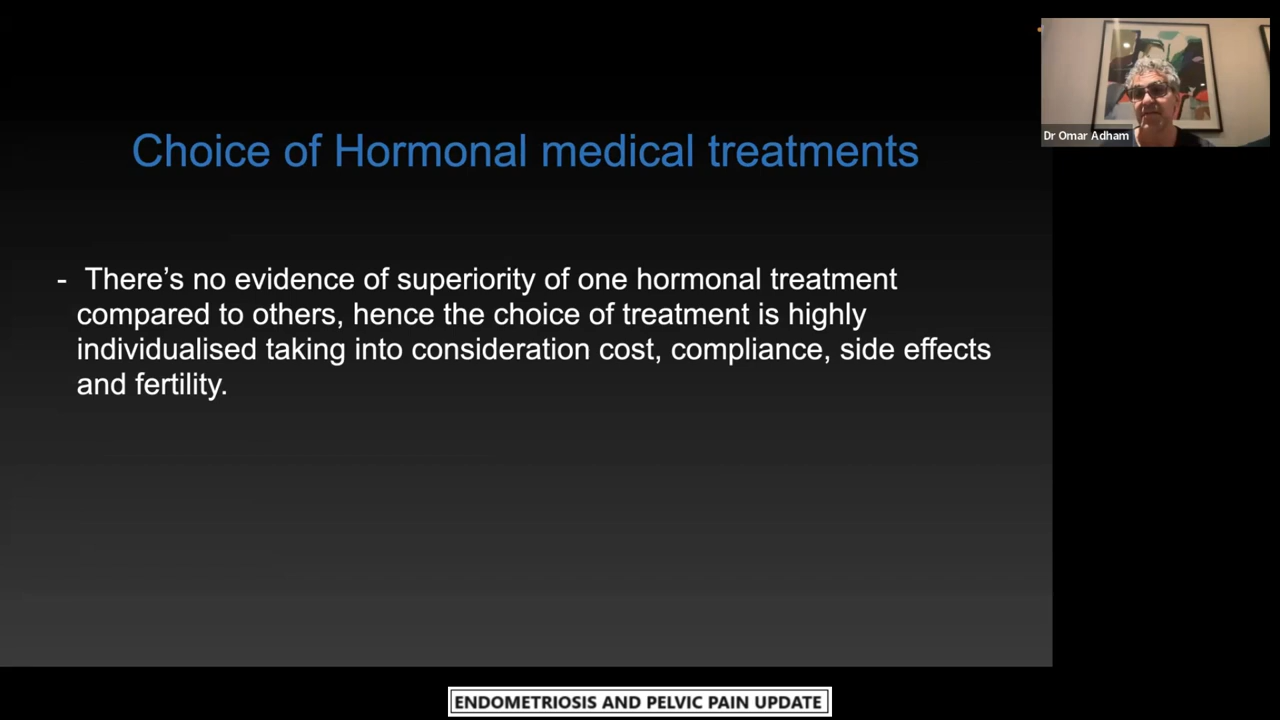 Dr Omar Adham
Choice of Hormonal medical treatments
- There’s no evidence of superiority of one hormonal treatment
compared to others, hence the choice of treatment is highly
individualised taking into consideration cost, compliance, side effects
and fertility.
ENDOMETRIOSIS AND PELVIC PAIN UPDATE